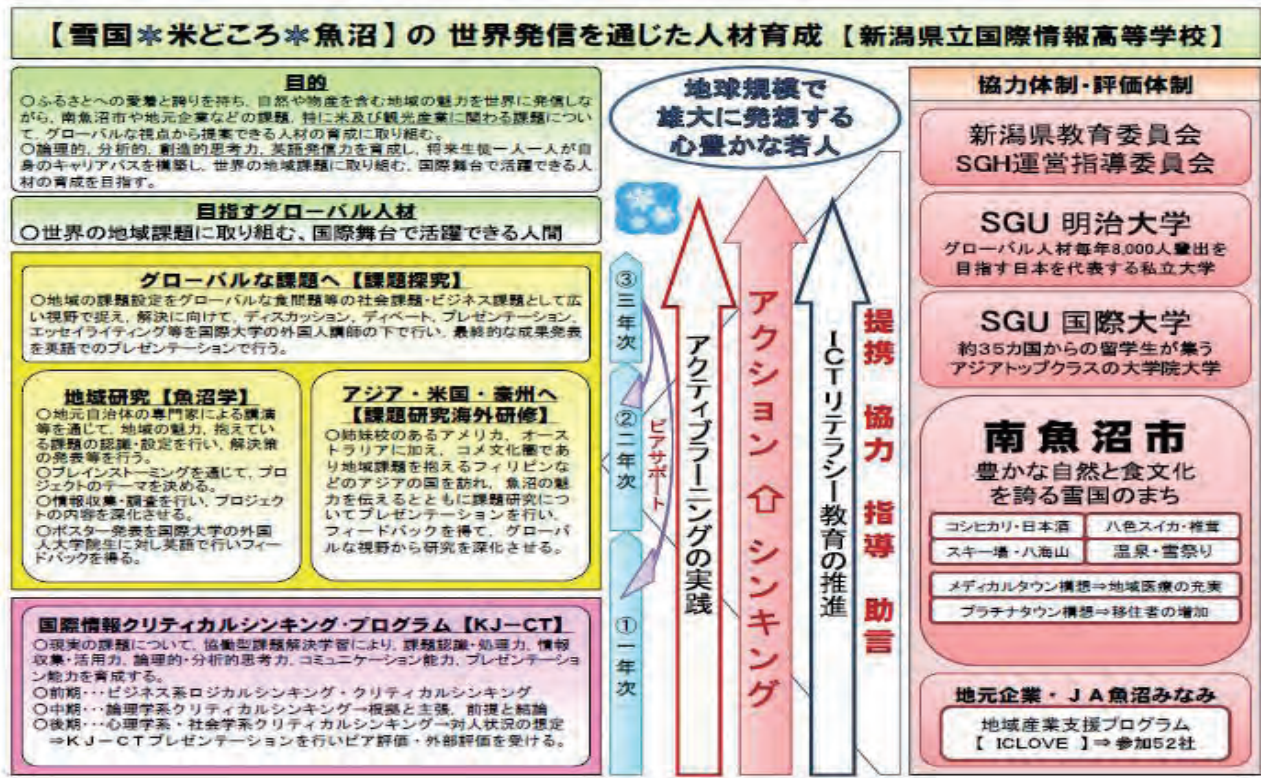 【雪国＊米どころ＊魚沼】の 世界発信を通じた人材育成 【新潟県立国際情報高等学校】
目的
○ふるさとへの愛着と誇りを持ち、自然や物産を含む地域の魅力を世界に発信しな
がら、南魚沼市や地元企業などの課題、特に米及び観光産業に関わる課題につい
て、グローバルな視点から提案できる人材の育成に取り組む。
○論理的、分析的、創造的思考力、英語発信力を育成し、将来生徒一人一人が自
身のキャリアパスを構築し、世界の地域課題に取り組む、国際舞台で活躍できる人
材の育成を目指す。
目指すグローバル人材
○世界の地域課題に取り組む、国際舞台で活躍できる人間
グローバルな課題へ【課題探究】
○地域の課題設定をグローバルな食問題等の社会課題・ビジネス課題として広
い視野で捉え、解決に向けて、ディスカッション、ディベート、プレゼンテーション、
エッセイライティング等を国際大学の外国人講師の下で行い、最終的な成果発表
を英語でのプレゼンテーションで行う。
地域研究【魚沼学】
○地元自治体の専門家による講演
等を通じて、地域の魅力、抱えてい
る課題の認識・設定を行い、解決策
の発表等を行う。
○ブレインストーミングを通じて、プロ
ジェクトのテーマを決める。
○情報収集・調査を行い、プロジェク
トの内容を深化させる。
○ポスター発表を国際大学の外国
人大学院生に対し英語で行いフィー
ドバックを得る。
アジア・米国・豪州へ
【課題研究海外研修】
○姉妹校のあるアメリカ、オース
トラリアに加え、コメ文化圏であ
り地域課題を抱えるフィリピンな
どのアジアの国を訪れ、魚沼の魅
力を伝えるとともに課題研究につ
いてプレゼンテーションを行い、
フィードバックを得て、グローバ
ルな視野から研究を深化させる。
国際情報クリティカルシンキング・プログラム【KJ－CT】
○現実の課題について、協働型課題解決学習により、課題認識・処理力、情報
収集・活用力、論理的・分析的思考力、コミュニケーション能力、プレゼンテーショ
ン能力を育成する。
○前期・・・ビジネス系ロジカルシンキング・クリティカルシンキング
○中期・・・論理学系クリティカルシンキング→根拠と主張、前提と結論
○後期・・・心理学系・社会学系クリティカルシンキング→対人状況の想定
⇒KJ－CTプレゼンテーションを行いピア評価・外部評価を受ける。
地球規模で
雄大に発想する
心豊かな若人
③三年次
②二年次
①一年次
ピアサポート
アクティブラーニングの実践
アクション⇧シンキング
ICTリテラシー教育の推進
提携 協力 指導 助言
協力体制・評価体制
新潟県教育委員会
SGH運営指導委員会
SGU 明治大学
グローバル人材毎年8,000人輩出を
目指す日本を代表する私立大学
SGU 国際大学
約35カ国からの留学生が集う
アジアトップクラスの大学院大学
南魚沼市
豊かな自然と食文化
を誇る雪国のまち
コシヒカリ・日本酒
八色スイカ・椎茸
スキー場・八海山
温泉・雪祭り
メディカルタウン構想⇒地域医療の充実
プラチナタウン構想⇒移住者の増加
地元企業・JA魚沼みなみ
地域産業支援プログラム
【 ICLOVE 】⇒参加52社